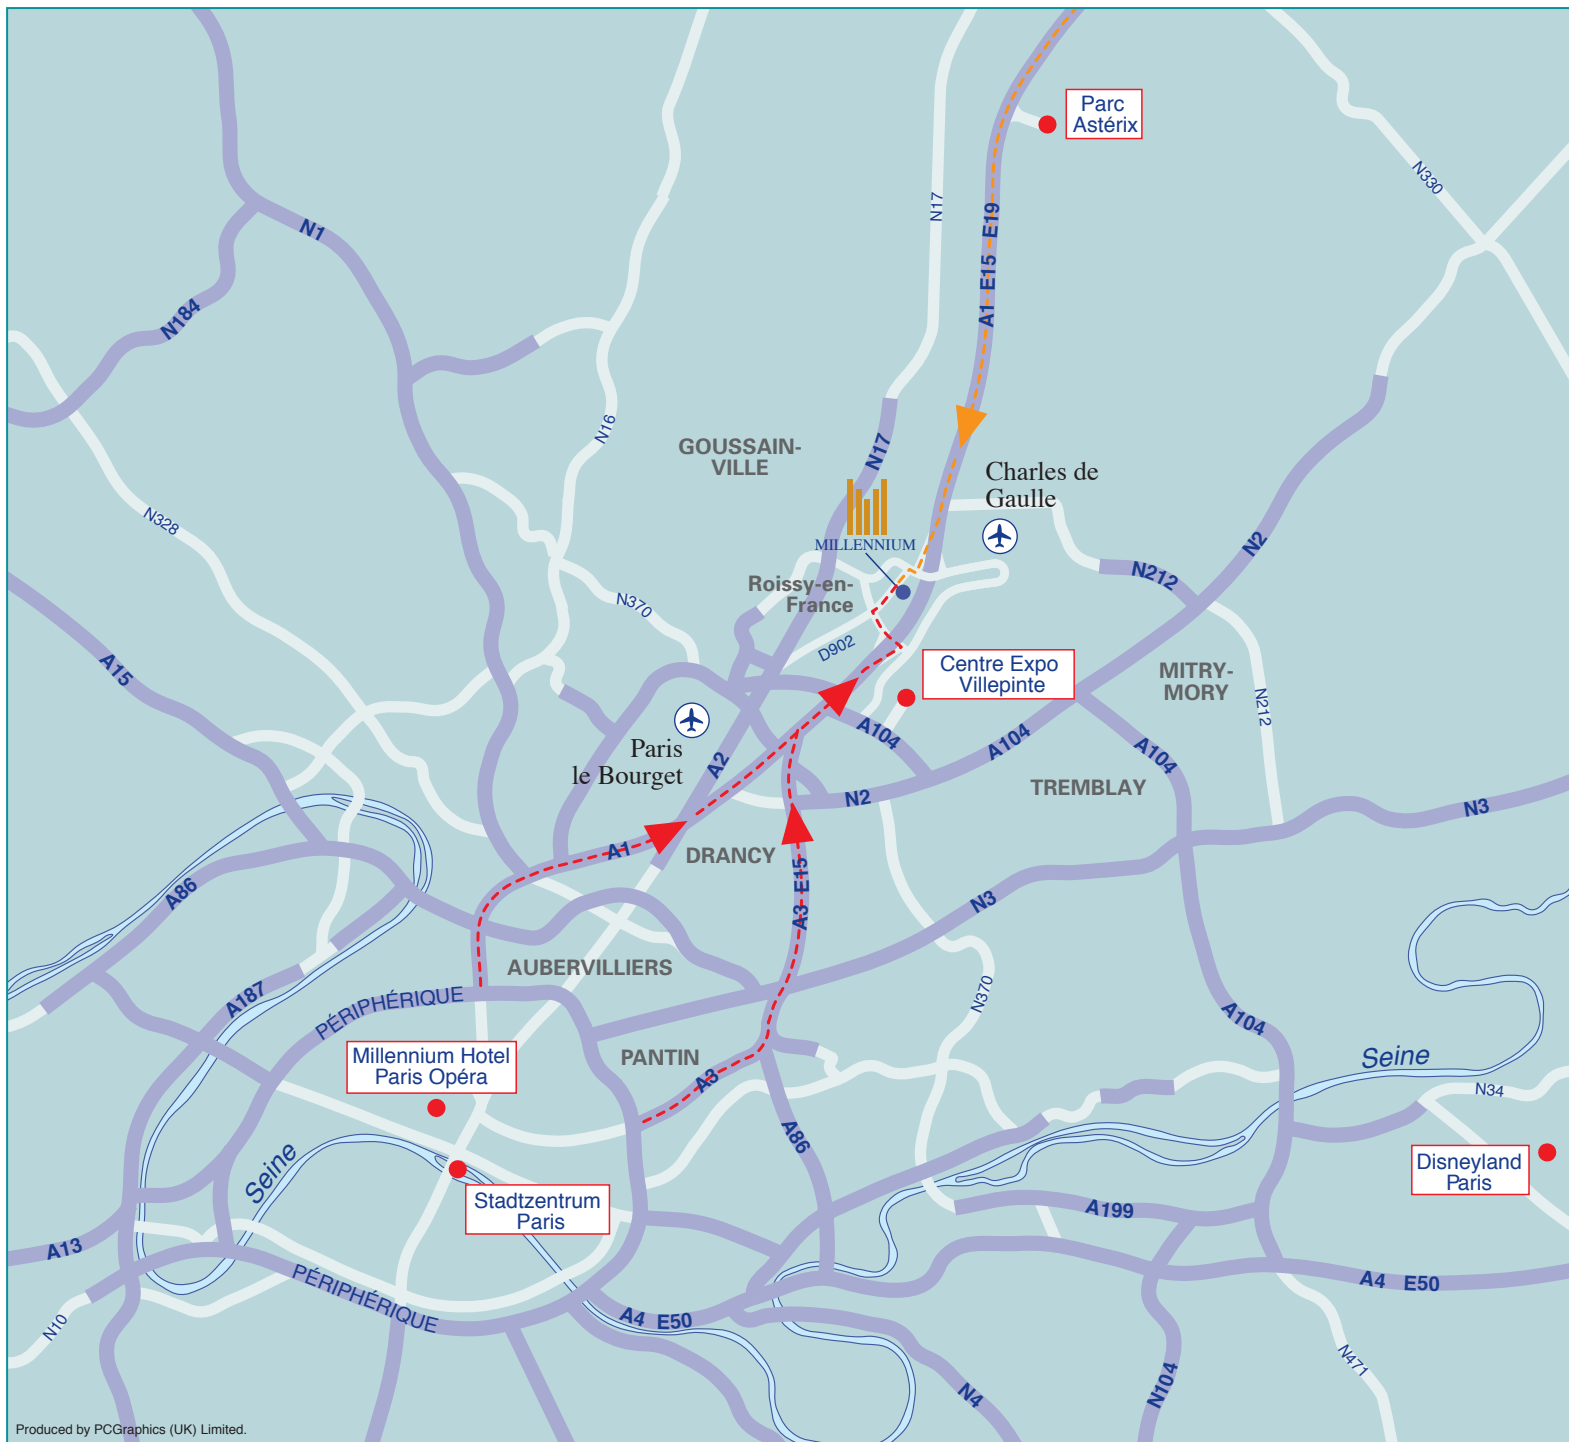 Parc
Astérix
N330
N17
A1 E15 E19
N1
N184
N16
GOUSSAIN-
VILLE
N17
Charles de
Gaulle
N328
MILLENNIUM
N2
N212
Roissy-en-
France
N370
D902
A15
Centre Expo
Villepinte
MITRY-
MORY
N212
Paris
le Bourget
A2
A104
A104
A104
TREMBLAY
N2
N3
A1
DRANCY
A3 E15
A86
N3
AUBERVILLIERS
A187
PÉRIPHÉRIQUE
N370
A104
Millennium Hotel
Paris Opéra
PANTIN
A3
Seine
N34
A86
Seine
Disneyland
Paris
Stadtzentrum
Paris
A199
A13
PÉRIPHÉRIQUE
A4 E50
A4 E50
N10
N471
N4
N104
Produced by PCGraphics (UK) Limited.